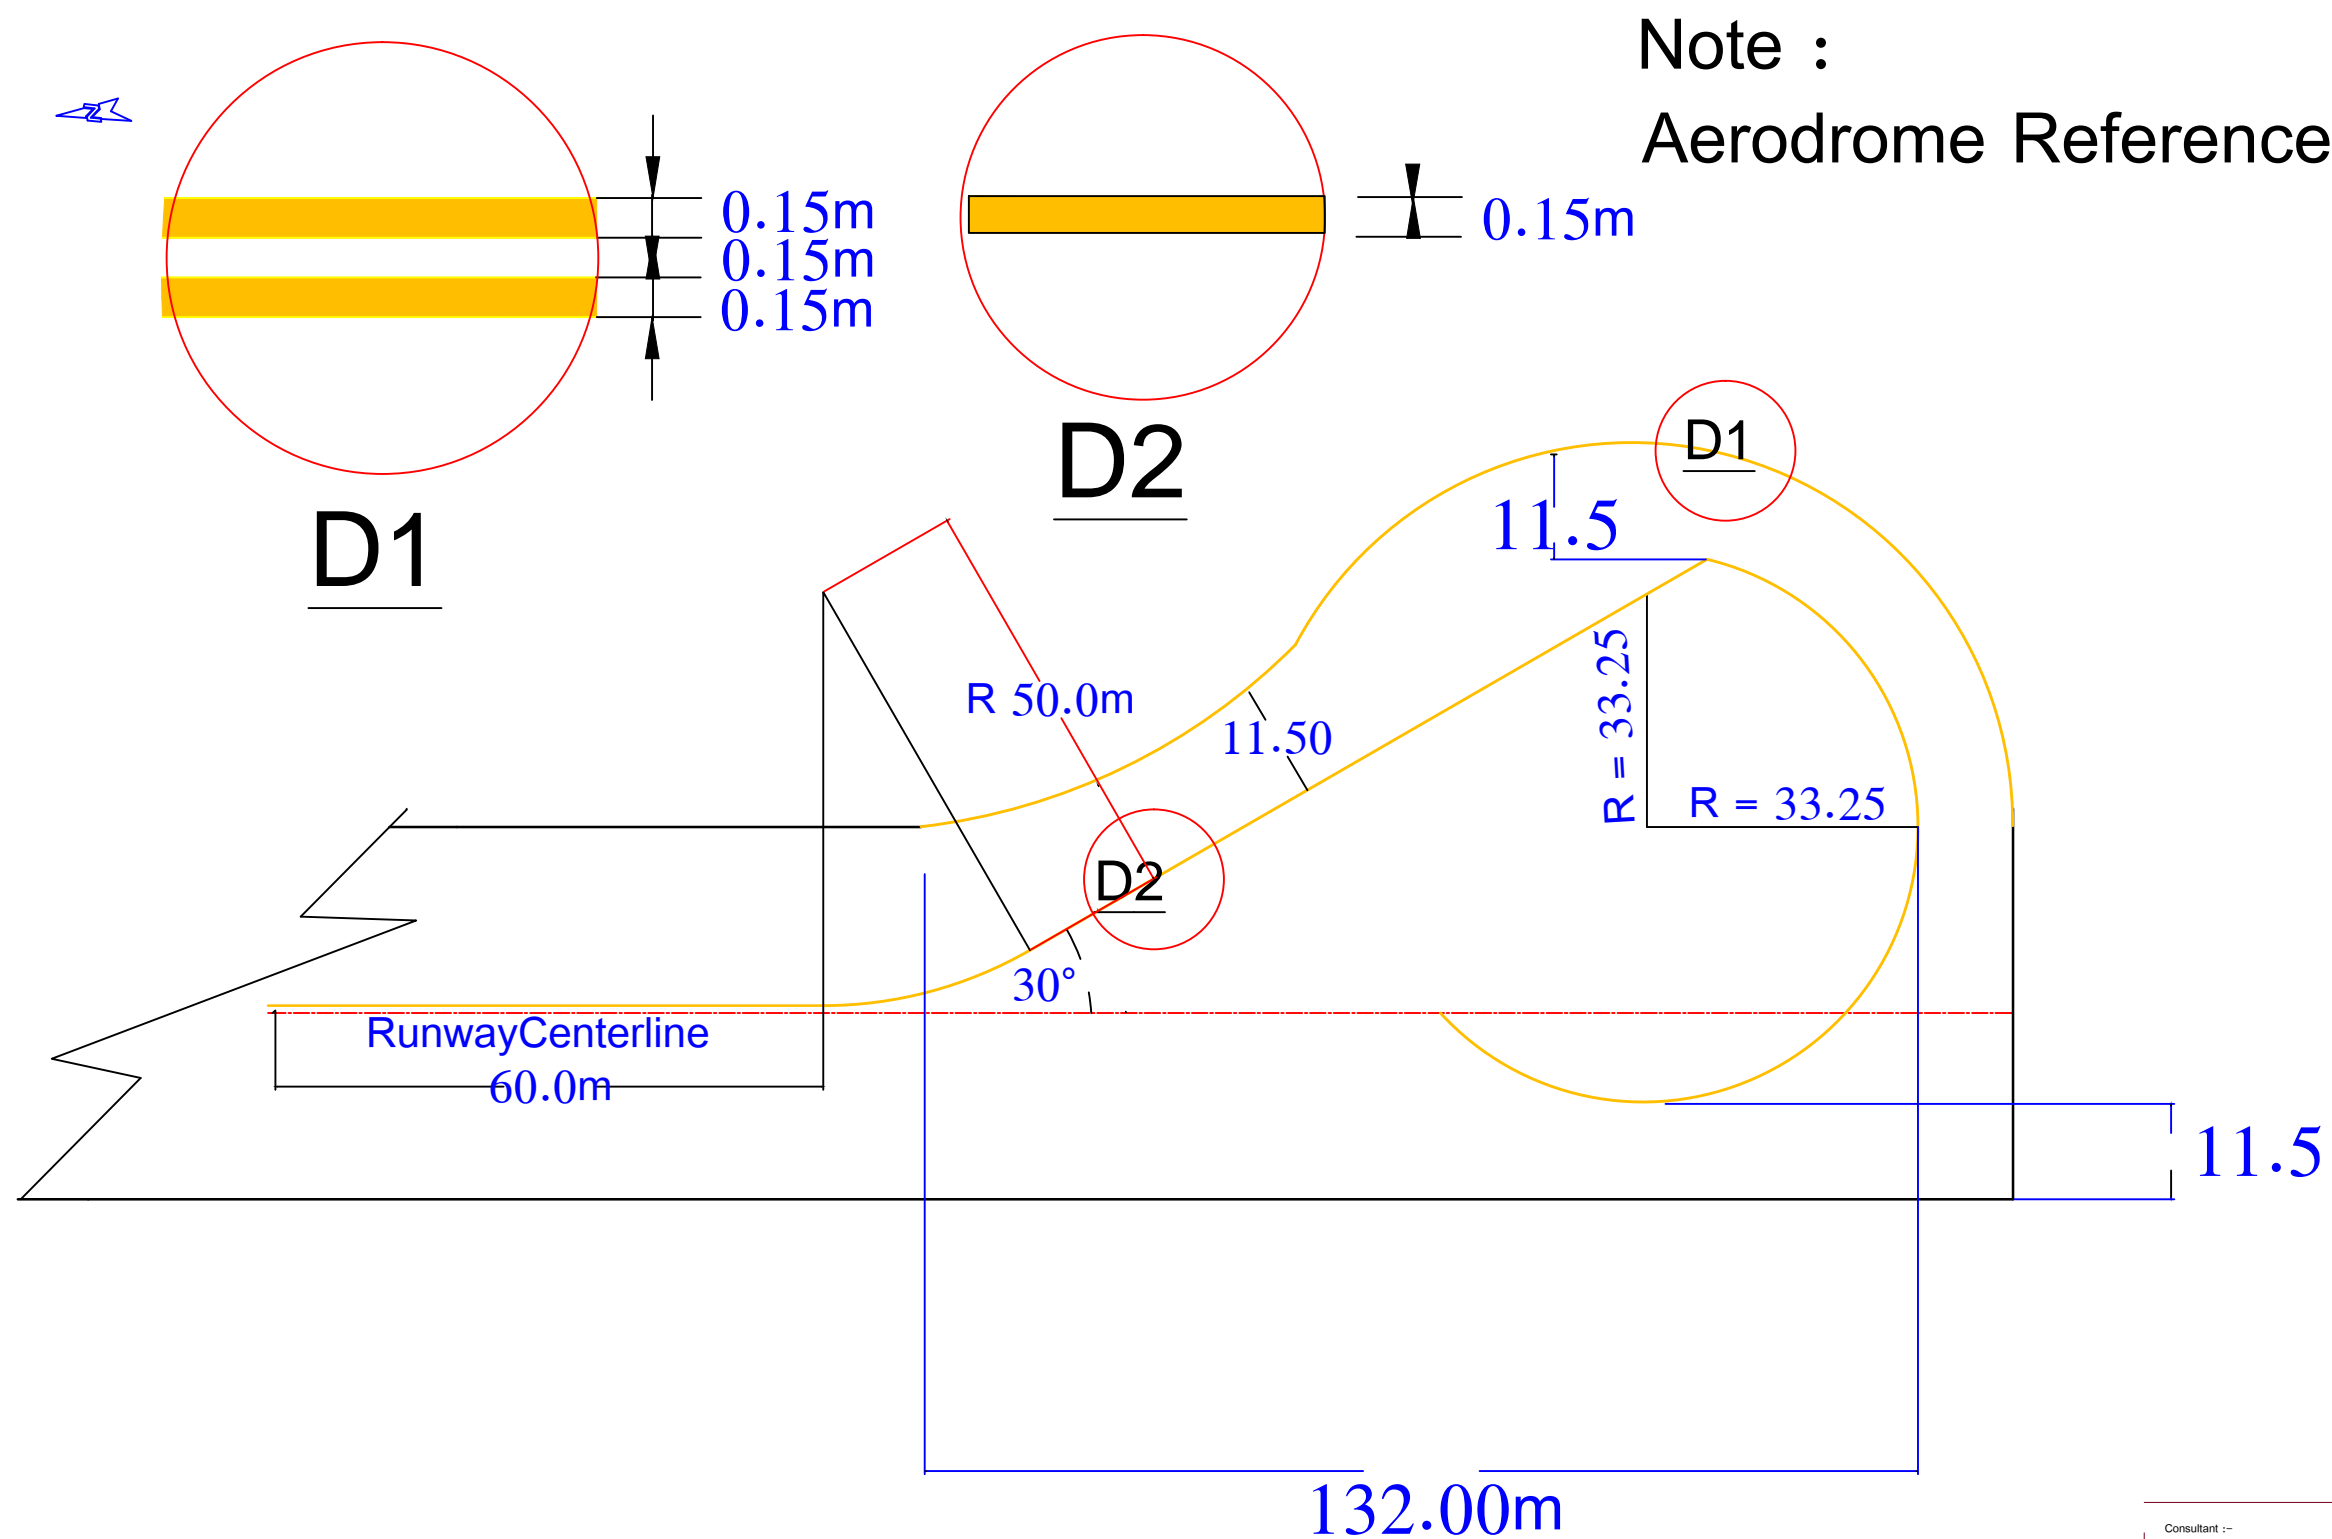 Note :
Aerodrome Reference
0.15m
0.15m
0.15m
0.15m
D1
D2
D1
11.5
R 50.0m
11.50
R = 33.25
R = 33.25
D2
30°
RunwayCenterline
60.0m
11.5
132.00m
Consultant :-